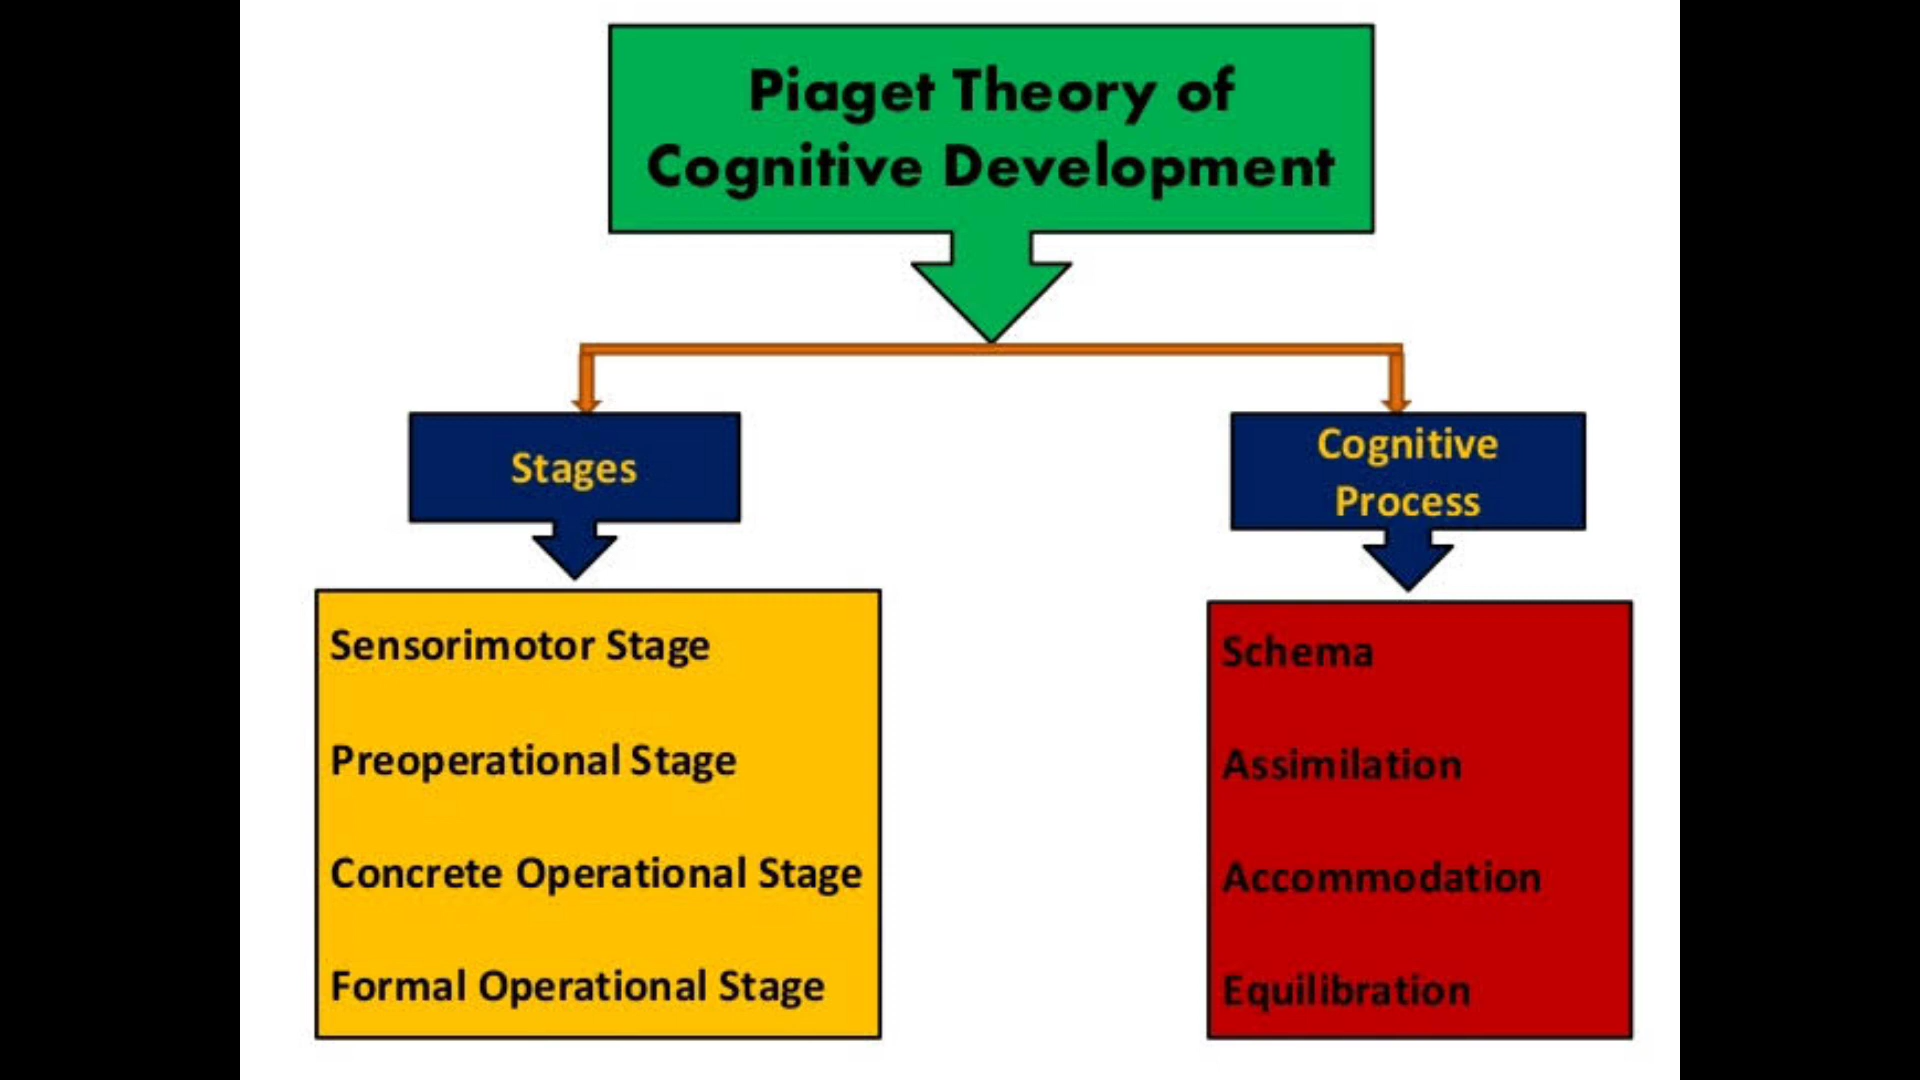 Piaget Theory of
Cognitive Development
Stages
Cognitive
Process
Sensorimotor Stage
Preoperational Stage
Concrete Operational Stage
Formal Operational Stage
Schema
Assimilation
Accommodation
Equilibration